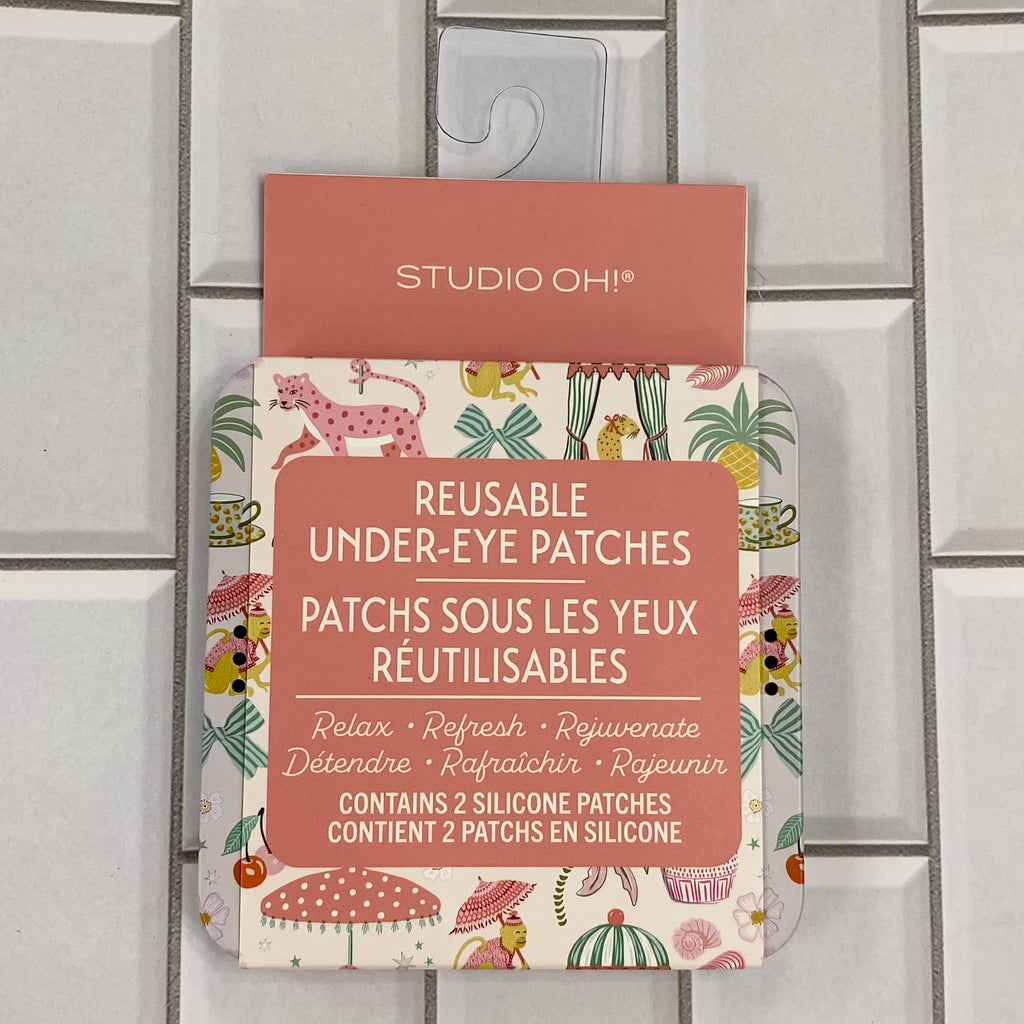 STUDIO OH!®
REUSABLE
UNDER-EYE PATCHES
PATCHS SOUS LES YEUX
RÉUTILISABLES
Relax • Refresh • Rejuvenate
Détendre • Rafraîchir • Rajeunir
CONTAINS 2 SILICONE PATCHES
CONTIENT 2 PATCHS EN SILICONE